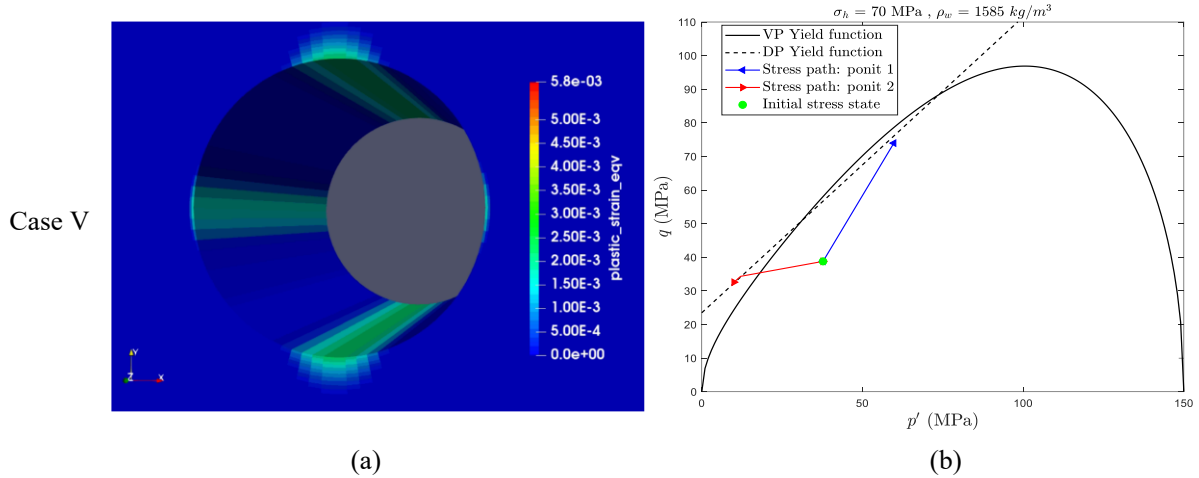 Case V
5.8e-03
5.00E-3
4.50E-3
4.00E-3
3.50E-3
3.00E-3
2.50E-3
2.00E-3
1.50E-3
1.00E-3
5.00E-4
0.0e+00
plastic_strain_eqv
Y
Z
X
(a)
σh = 70 MPa , ρw = 1585 kg/m³
VP Yield function
DP Yield function
Stress path: ponit 1
Stress path: ponit 2
Initial stress state
110
100
90
80
70
60
50
40
30
20
10
0
q (MPa)
0
50
100
150
p′ (MPa)
(b)